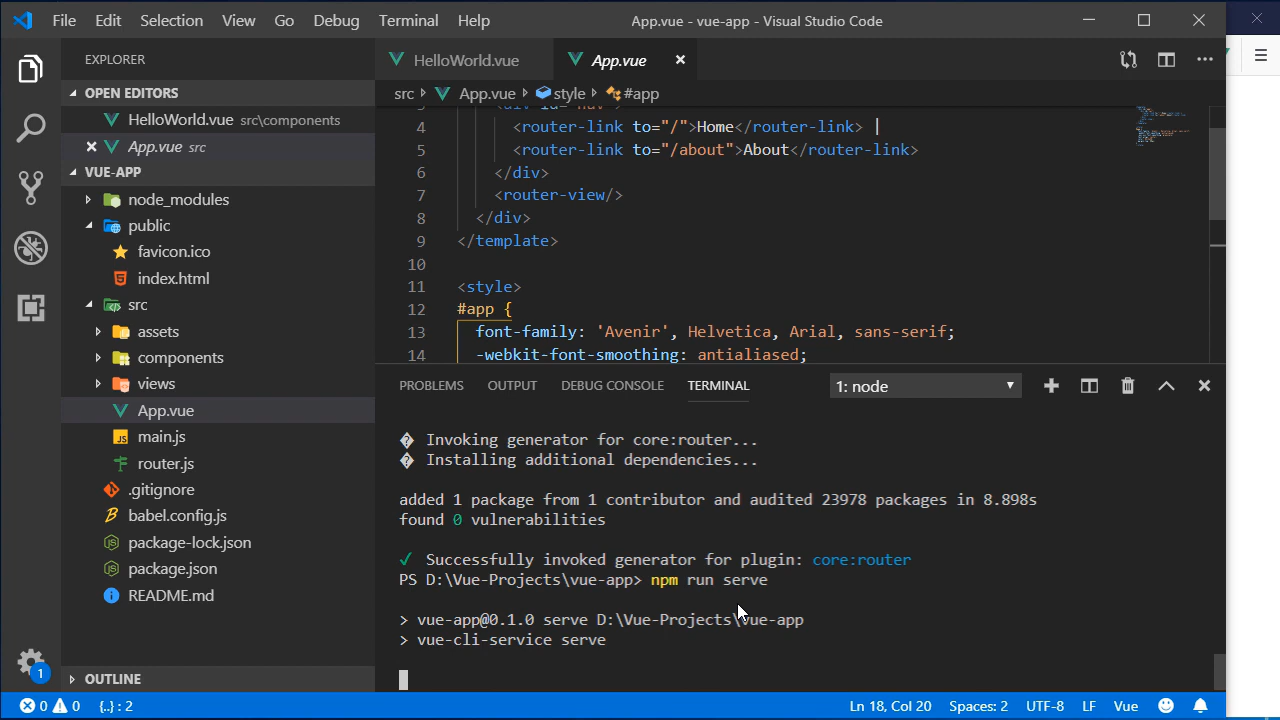 File Edit Selection View Go Debug Terminal Help App.vue - vue-app - Visual Studio Code
EXPLORER
OPEN EDITORS
HelloWorld.vue src\components
App.vue src
VUE-APP
node_modules
public
favicon.ico
index.html
src
assets
components
views
App.vue
main.js
router.js
.gitignore
babel.config.js
package-lock.json
package.json
README.md
OUTLINE
HelloWorld.vue App.vue
src App.vue style #app
3 <div id="nav">
4 <router-link to="/">Home</router-link> |
5 <router-link to="/about">About</router-link>
6 </div>
7 <router-view/>
8 </div>
9 </template>
10
11 <style>
12 #app {
13 font-family: 'Avenir', Helvetica, Arial, sans-serif;
14 -webkit-font-smoothing: antialiased;
PROBLEMS OUTPUT DEBUG CONSOLE TERMINAL 1: node
� Invoking generator for core:router...
� Installing additional dependencies...
added 1 package from 1 contributor and audited 23978 packages in 8.898s
found 0 vulnerabilities
✓ Successfully invoked generator for plugin: core:router
PS D:\Vue-Projects\vue-app> npm run serve
> vue-app@0.1.0 serve D:\Vue-Projects\vue-app
> vue-cli-service serve
1
0 0 {..} : 2 Ln 18, Col 20 Spaces: 2 UTF-8 LF Vue